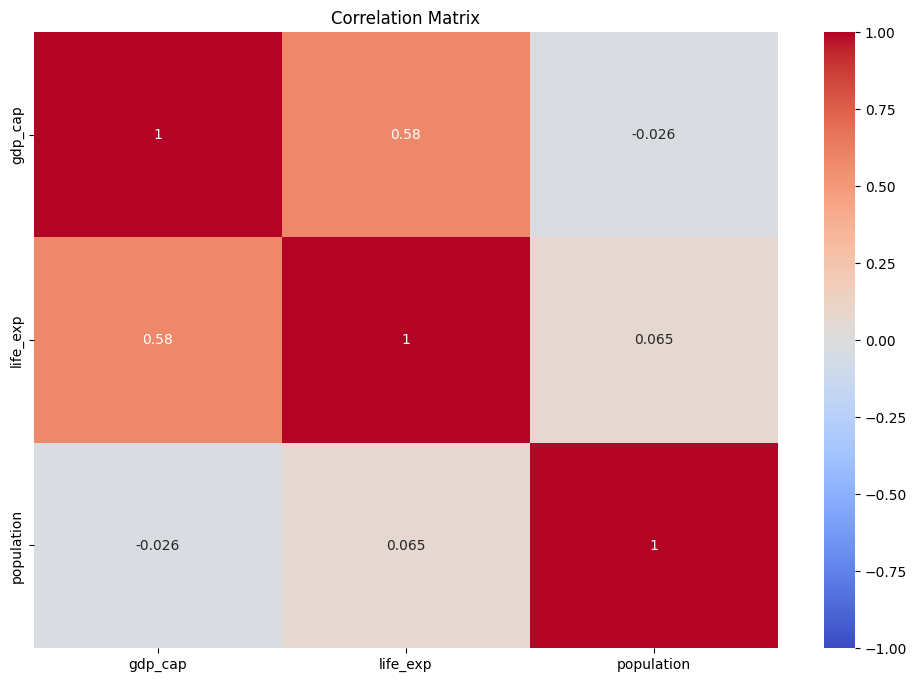 Correlation Matrix
gdp_cap
1
0.58
-0.026
life_exp
0.58
1
0.065
population
-0.026
0.065
1
gdp_cap
life_exp
population
1.00
0.75
0.50
0.25
0.00
−0.25
−0.50
−0.75
−1.00